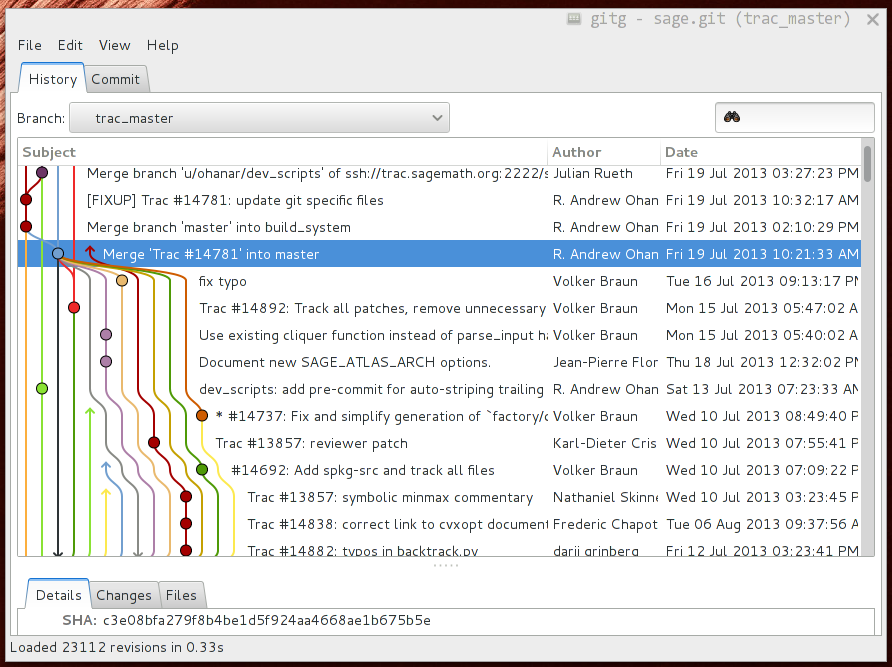 gitg - sage.git (trac_master)
File Edit View Help
History Commit
Branch: trac_master
Subject Author Date
Merge branch 'u/ohanar/dev_scripts' of ssh://trac.sagemath.org:2222/s Julian Rueth Fri 19 Jul 2013 03:27:23 PM
[FIXUP] Trac #14781: update git specific files R. Andrew Ohan Fri 19 Jul 2013 10:32:17 AM
Merge branch 'master' into build_system R. Andrew Ohan Fri 19 Jul 2013 02:10:29 PM
Merge 'Trac #14781' into master R. Andrew Ohan Fri 19 Jul 2013 10:21:33 AM
fix typo Volker Braun Tue 16 Jul 2013 09:13:17 PM
Trac #14892: Track all patches, remove unnecessary Volker Braun Mon 15 Jul 2013 05:47:02 A
Use existing cliquer function instead of parse_input ha Volker Braun Mon 15 Jul 2013 05:40:02 A
Document new SAGE_ATLAS_ARCH options. Jean-Pierre Flor Thu 18 Jul 2013 12:32:02 PM
dev_scripts: add pre-commit for auto-striping trailing R. Andrew Ohan Sat 13 Jul 2013 07:23:33 AM
* #14737: Fix and simplify generation of `factory/c Volker Braun Wed 10 Jul 2013 08:49:40 P
Trac #13857: reviewer patch Karl-Dieter Cris Wed 10 Jul 2013 07:55:41 P
#14692: Add spkg-src and track all files Volker Braun Wed 10 Jul 2013 07:09:22 P
Trac #13857: symbolic minmax commentary Nathaniel Skinne Wed 10 Jul 2013 03:23:45 P
Trac #14838: correct link to cvxopt document Frederic Chapot Tue 06 Aug 2013 09:37:56 A
Trac #14882: typos in backtrack.py darij grinberg Fri 12 Jul 2013 03:23:41 PM
Details Changes Files
SHA: c3e08bfa279f8b4be1d5f924aa4668ae1b675b5e
Loaded 23112 revisions in 0.33s